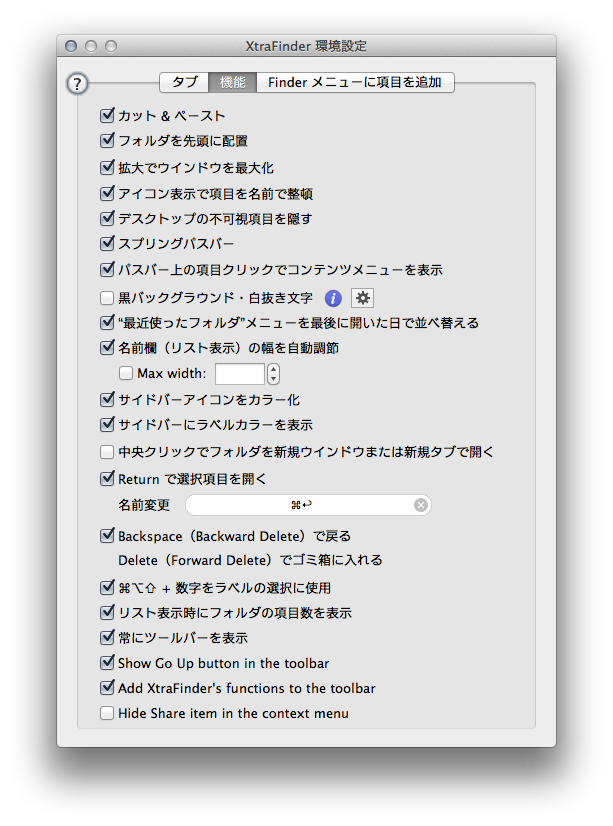 XtraFinder 環境設定
?
タブ 機能 Finder メニューに項目を追加
カット & ペースト
フォルダを先頭に配置
拡大でウインドウを最大化
アイコン表示で項目を名前で整頓
デスクトップの不可視項目を隠す
スプリングパスバー
パスバー上の項目クリックでコンテンツメニューを表示
黒バックグラウンド・白抜き文字
“最近使ったフォルダ”メニューを最後に開いた日で並べ替える
名前欄（リスト表示）の幅を自動調節
Max width:
サイドバーアイコンをカラー化
サイドバーにラベルカラーを表示
中央クリックでフォルダを新規ウインドウまたは新規タブで開く
Return で選択項目を開く
名前変更 ⌘↩
Backspace（Backward Delete）で戻る
Delete（Forward Delete）でゴミ箱に入れる
⌘⌥⇧ + 数字をラベルの選択に使用
リスト表示時にフォルダの項目数を表示
常にツールバーを表示
Show Go Up button in the toolbar
Add XtraFinder's functions to the toolbar
Hide Share item in the context menu